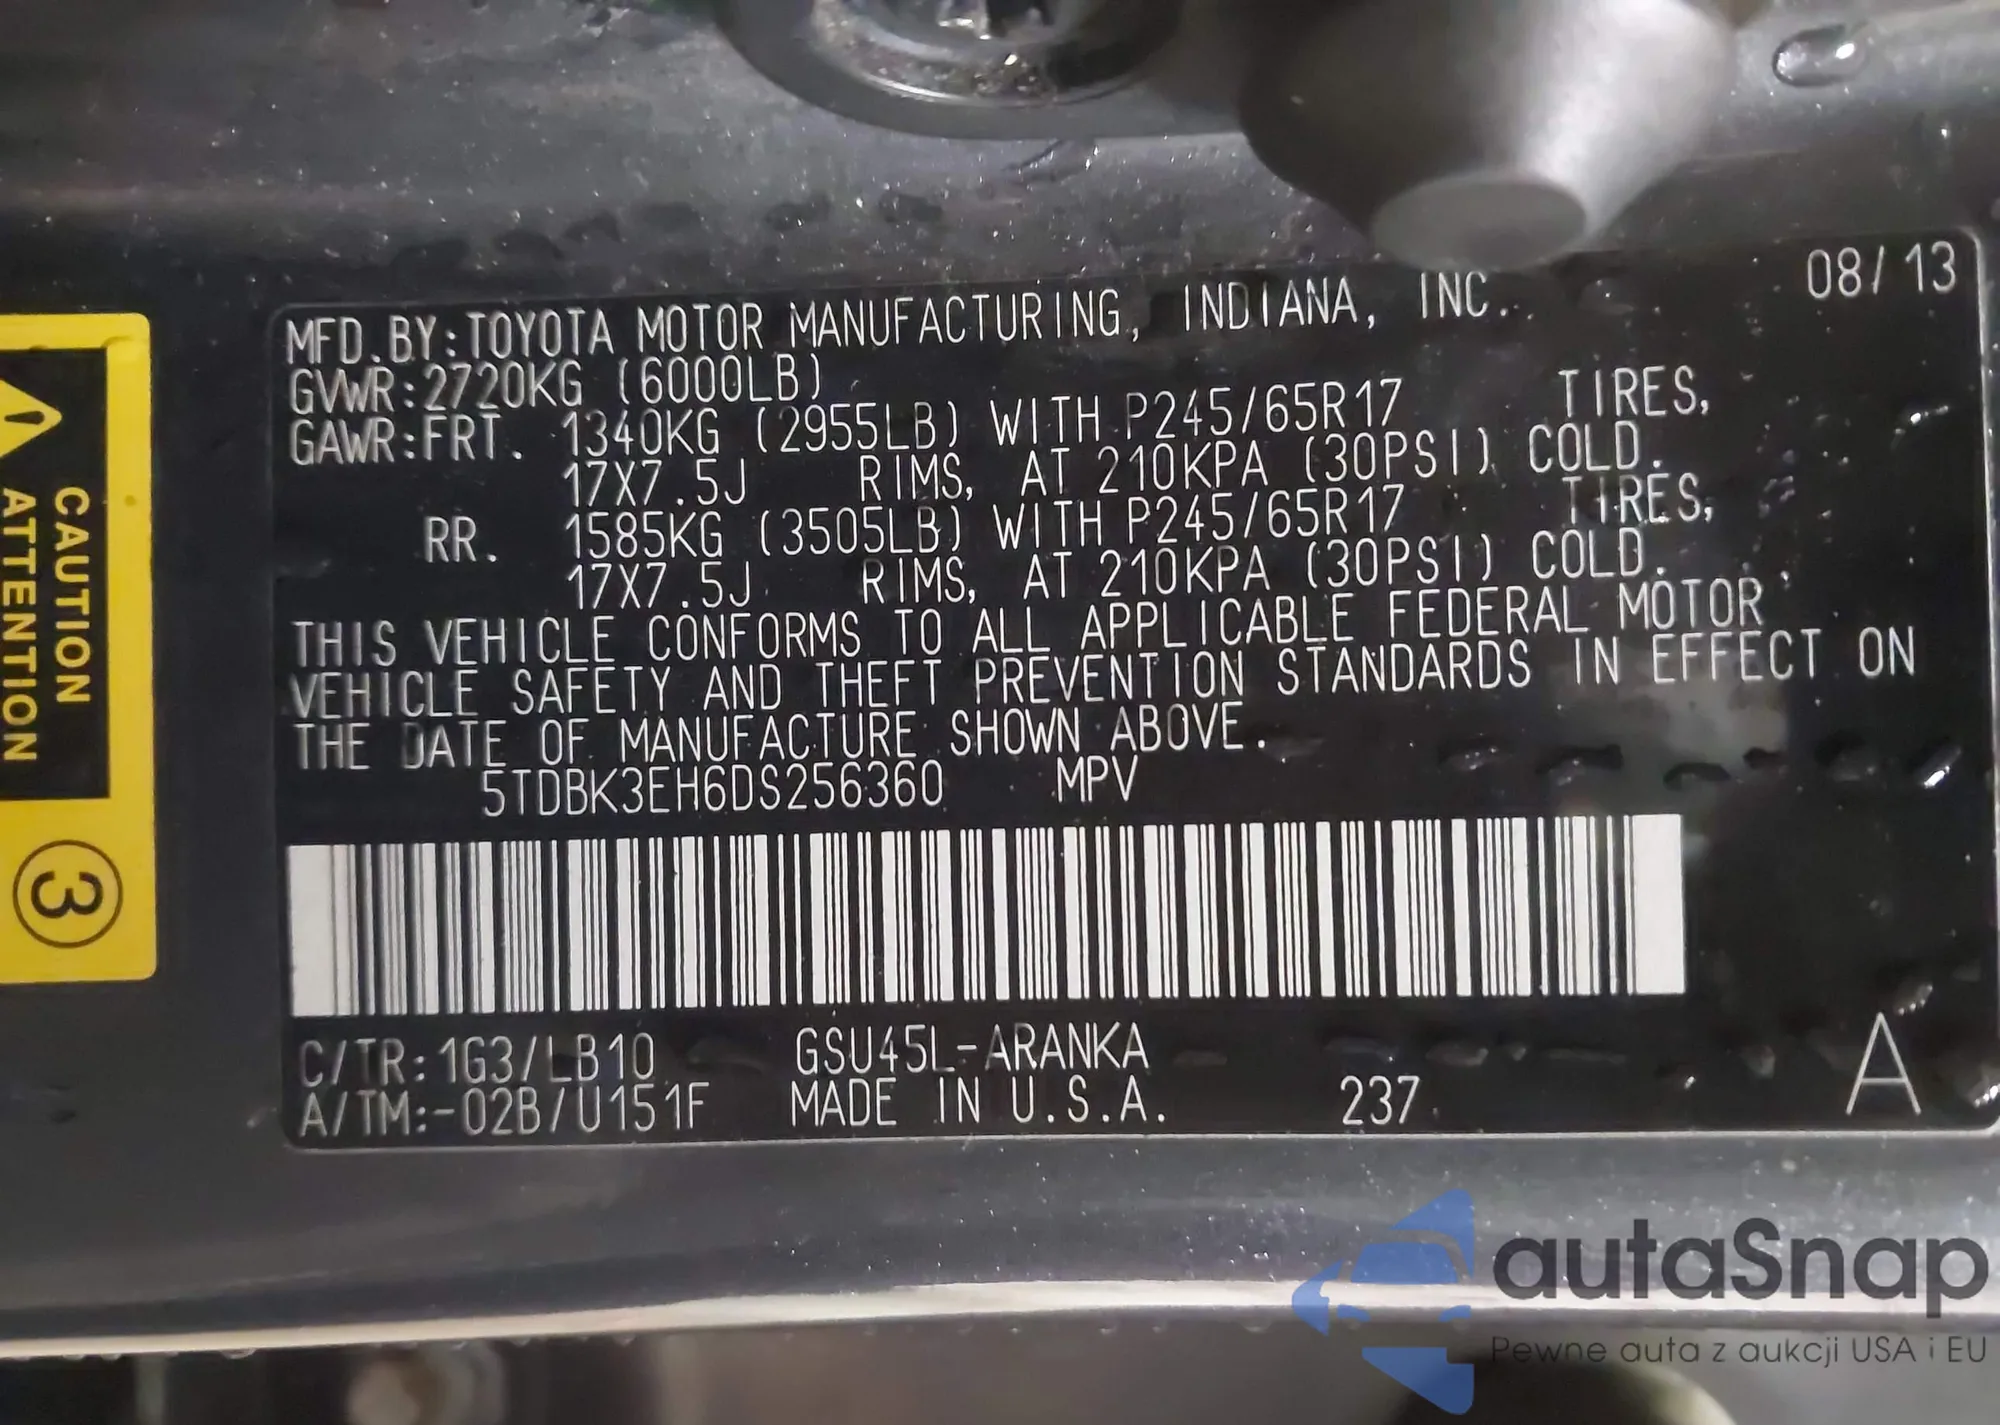 08/13
MFD.BY:TOYOTA MOTOR MANUFACTURING, INDIANA, INC.
GVWR:2720KG (6000LB)
GAWR:FRT. 1340KG (2955LB) WITH P245/65R17 TIRES,
17X7.5J RIMS, AT 210KPA (30PSI) COLD.
RR. 1585KG (3505LB) WITH P245/65R17 TIRES,
17X7.5J RIMS, AT 210KPA (30PSI) COLD.
THIS VEHICLE CONFORMS TO ALL APPLICABLE FEDERAL MOTOR
VEHICLE SAFETY AND THEFT PREVENTION STANDARDS IN EFFECT ON
THE DATE OF MANUFACTURE SHOWN ABOVE.
5TDBK3EH6DS256360 MPV
C/TR:1G3/LB10 GSU45L-ARANKA
A/TM:-02B/U151F MADE IN U.S.A. 237 A
CAUTION
ATTENTION
3
autaSnap
Pewne auta z aukcji USA i EU